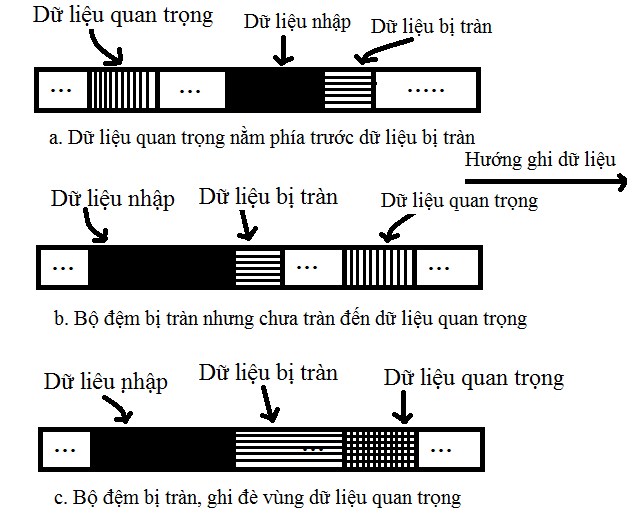 Dữ liệu quan trọng
Dữ liệu nhập
Dữ liệu bị tràn
...
...
.....
a. Dữ liệu quan trọng nằm phía trước dữ liệu bị tràn
Hướng ghi dữ liệu
Dữ liệu nhập
Dữ liệu bị tràn
Dữ liệu quan trọng
...
...
...
b. Bộ đệm bị tràn nhưng chưa tràn đến dữ liệu quan trọng
Dữ liêu nhập
Dữ liệu bị tràn
Dữ liệu quan trọng
...
...
...
c. Bộ đệm bị tràn, ghi đè vùng dữ liệu quan trọng